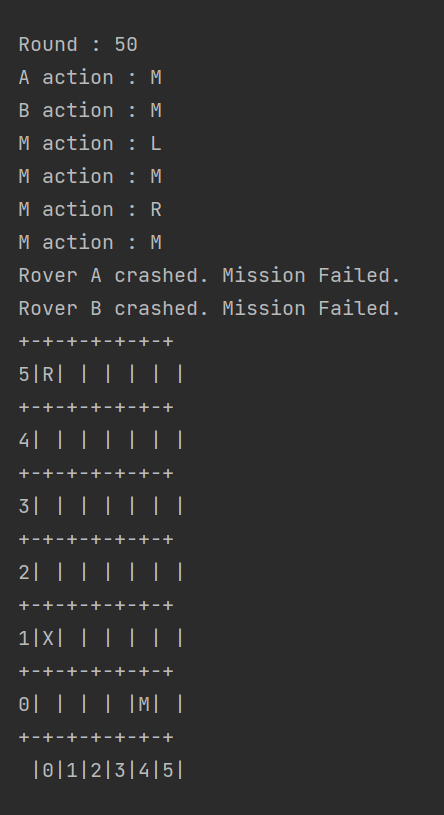 Round : 50
A action : M
B action : M
M action : L
M action : M
M action : R
M action : M
Rover A crashed. Mission Failed.
Rover B crashed. Mission Failed.
+-+-+-+-+-+-+
5|R| | | | | |
+-+-+-+-+-+-+
4| | | | | | |
+-+-+-+-+-+-+
3| | | | | | |
+-+-+-+-+-+-+
2| | | | | | |
+-+-+-+-+-+-+
1|X| | | | | |
+-+-+-+-+-+-+
0| | | | |M| |
+-+-+-+-+-+-+
 |0|1|2|3|4|5|